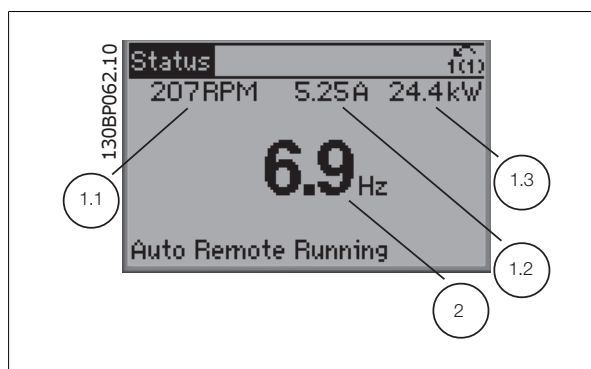 130BP062.10
Status 1(1)
207RPM 5.25A 24.4kW
6.9Hz
Auto Remote Running
1.1
1.3
1.2
2